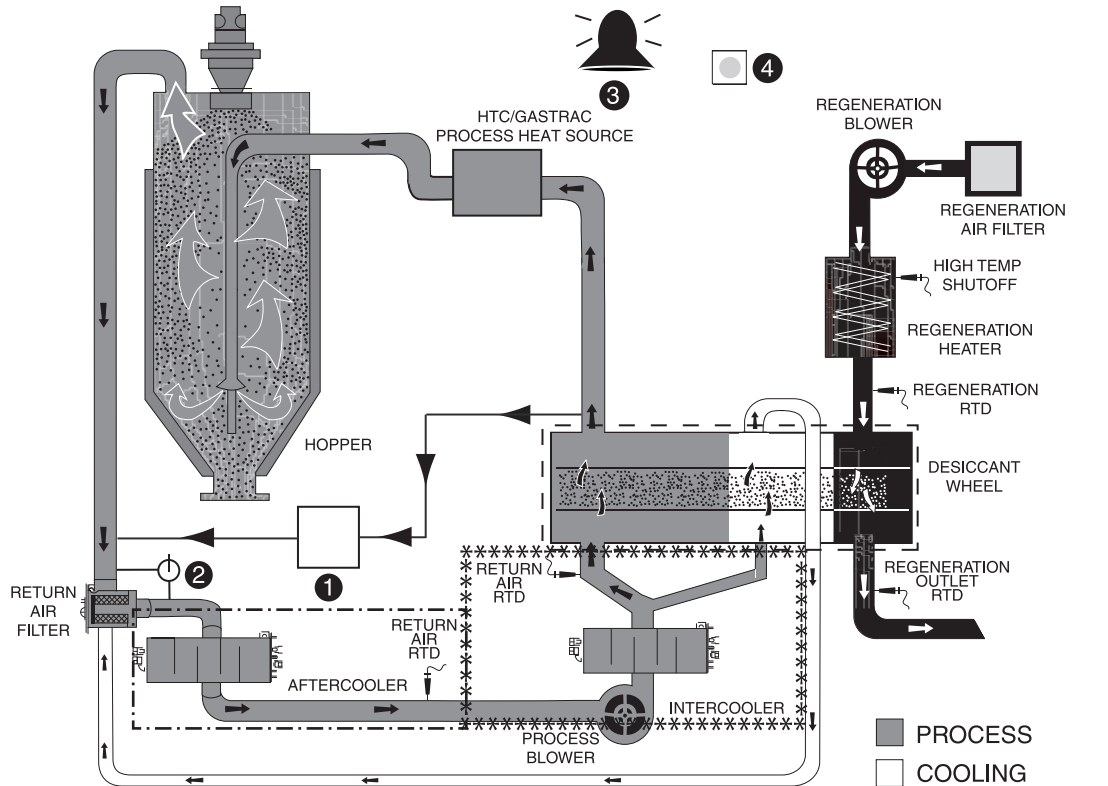 3
4
HTC/GASTRAC
PROCESS HEAT SOURCE
REGENERATION
BLOWER
REGENERATION
AIR FILTER
HIGH TEMP
SHUTOFF
REGENERATION
HEATER
REGENERATION
RTD
HOPPER
DESICCANT
WHEEL
1
2
RETURN
AIR
FILTER
RETURN
AIR
RTD
REGENERATION
OUTLET
RTD
RETURN
AIR
RTD
AFTERCOOLER
INTERCOOLER
PROCESS
BLOWER
PROCESS
COOLING